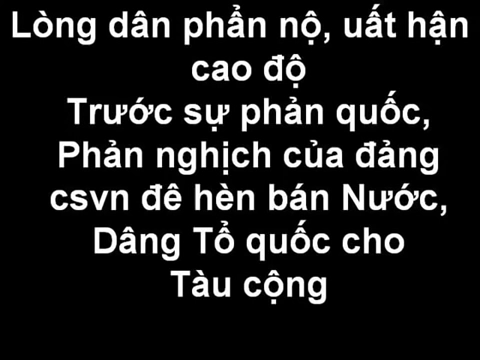 Lòng dân phẩn nộ, uất hận
cao độ
Trước sự phản quốc,
Phản nghịch của đảng
csvn đê hèn bán Nước,
Dâng Tổ quốc cho
Tàu cộng